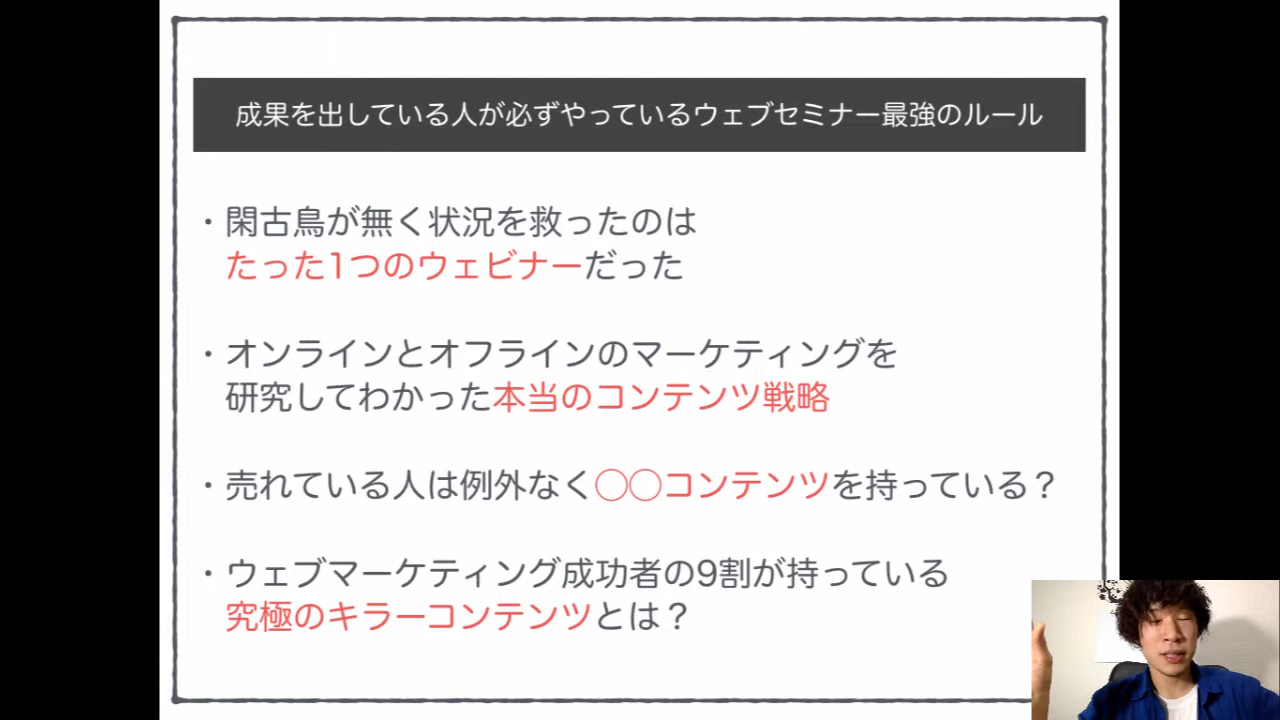 成果を出している人が必ずやっているウェブセミナー最強のルール
・閑古鳥が無く状況を救ったのは
たった1つのウェビナーだった
・オンラインとオフラインのマーケティングを
研究してわかった本当のコンテンツ戦略
・売れている人は例外なく◯◯コンテンツを持っている？
・ウェブマーケティング成功者の9割が持っている
究極のキラーコンテンツとは？